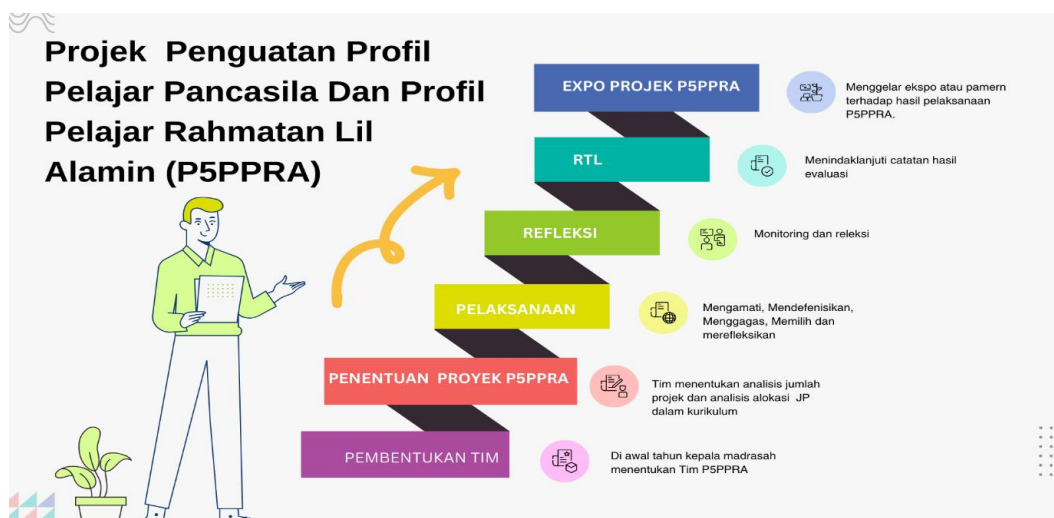 Projek Penguatan Profil
Pelajar Pancasila Dan Profil
Pelajar Rahmatan Lil
Alamin (P5PPRA)
EXPO PROJEK P5PPRA
Menggelar ekspo atau pamern
terhadap hasil pelaksanaan
P5PPRA.
RTL
Menindaklanjuti catatan hasil
evaluasi
REFLEKSI
Monitoring dan releksi
PELAKSANAAN
Mengamati, Mendefenisikan,
Menggagas, Memilih dan
merefleksikan
PENENTUAN PROYEK P5PPRA
Tim menentukan analisis jumlah
projek dan analisis alokasi JP
dalam kurikulum
PEMBENTUKAN TIM
Di awal tahun kepala madrasah
menentukan Tim P5PPRA